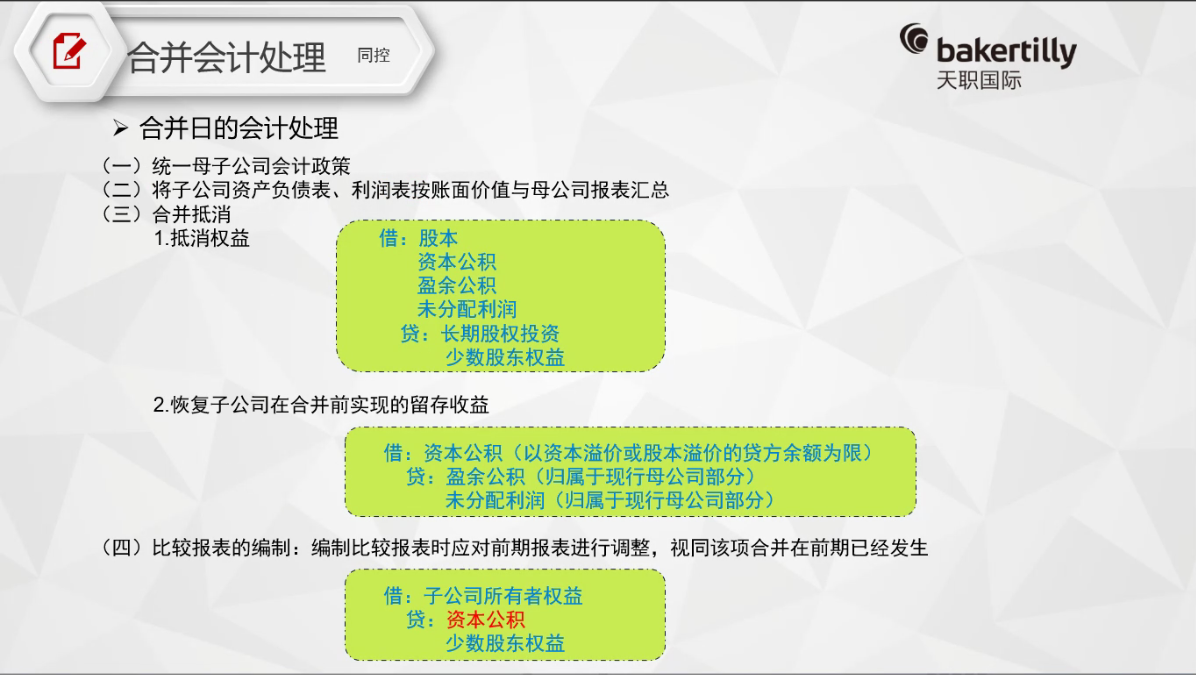 合并会计处理 同控
bakertilly
天职国际
➢ 合并日的会计处理
（一）统一母子公司会计政策
（二）将子公司资产负债表、利润表按账面价值与母公司报表汇总
（三）合并抵消
1.抵消权益
借：股本
资本公积
盈余公积
未分配利润
贷：长期股权投资
少数股东权益
2.恢复子公司在合并前实现的留存收益
借：资本公积（以资本溢价或股本溢价的贷方余额为限）
贷：盈余公积（归属于现行母公司部分）
未分配利润（归属于现行母公司部分）
（四）比较报表的编制：编制比较报表时应对前期报表进行调整，视同该项合并在前期已经发生
借：子公司所有者权益
贷：资本公积
少数股东权益